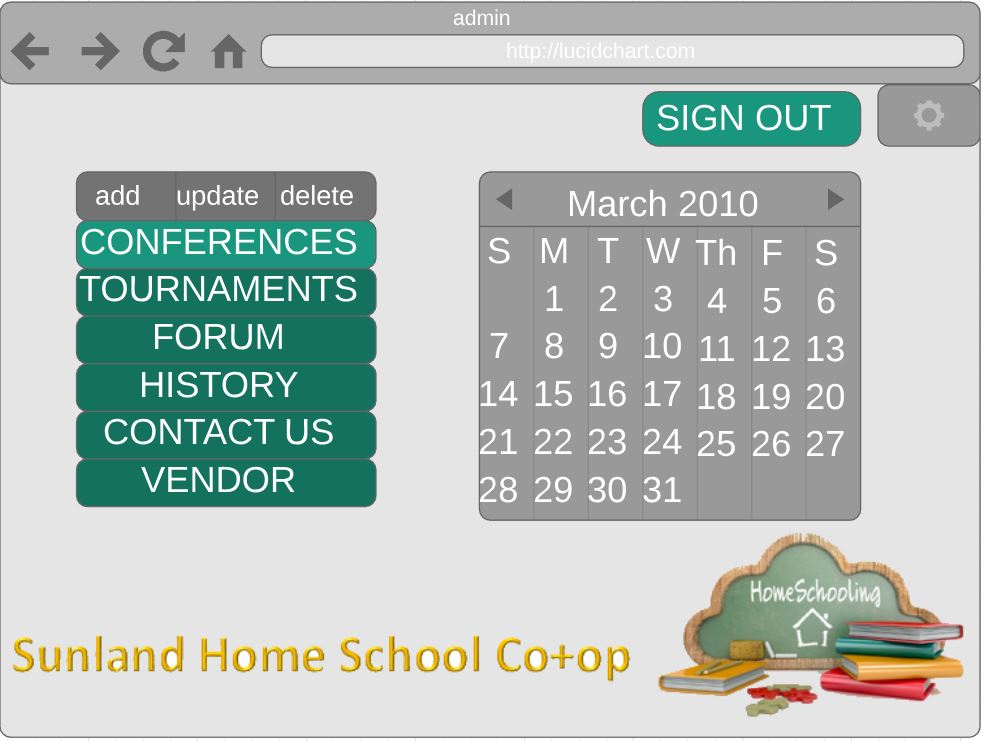 admin
http://lucidchart.com
SIGN OUT
add update delete
CONFERENCES
TOURNAMENTS
FORUM
HISTORY
CONTACT US
VENDOR
March 2010
S M T W Th F S
1 2 3 4 5 6
7 8 9 10 11 12 13
14 15 16 17 18 19 20
21 22 23 24 25 26 27
28 29 30 31
HomeSchooling
Sunland Home School Co+op